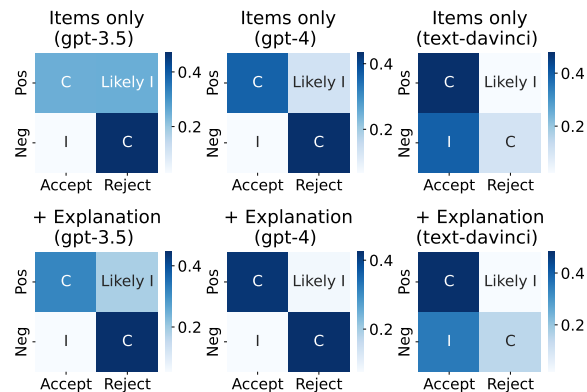 Items only
(gpt-3.5)
Items only
(gpt-4)
Items only
(text-davinci)
Pos
C
Likely I
0.4
Neg
I
C
0.2
Accept
Reject
Pos
C
Likely I
0.4
Neg
I
C
0.2
Accept
Reject
Pos
C
Likely I
0.4
Neg
I
C
0.2
Accept
Reject
+ Explanation
(gpt-3.5)
+ Explanation
(gpt-4)
+ Explanation
(text-davinci)
Pos
C
Likely I
0.4
Neg
I
C
0.2
Accept
Reject
Pos
C
Likely I
0.4
Neg
I
C
0.2
Accept
Reject
Pos
C
Likely I
0.4
Neg
I
C
0.2
Accept
Reject